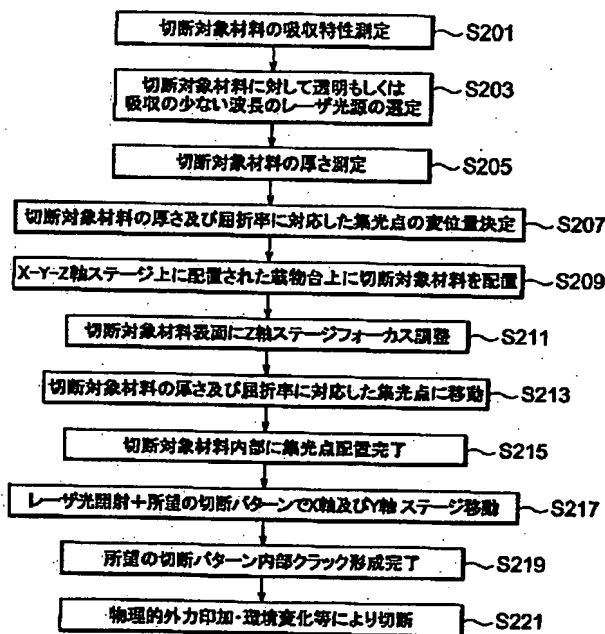 切断対象材料の吸収特性測定 S201
切断対象材料に対して透明もしくは
吸収の少ない波長のレーザ光源の選定 S203
切断対象材料の厚さ測定 S205
切断対象材料の厚さ及び屈折率に対応した集光点の変位量決定 S207
X-Y-Z軸ステージ上に配置された載物台上に切断対象材料を配置 S209
切断対象材料表面にZ軸ステージフォーカス調整 S211
切断対象材料の厚さ及び屈折率に対応した集光点に移動 S213
切断対象材料内部に集光点配置完了 S215
レーザ光照射+所望の切断パターンでX軸及びY軸 ステージ移動 S217
所望の切断パターン内部クラック形成完了 S219
物理的外力印加・環境変化等により切断 S221